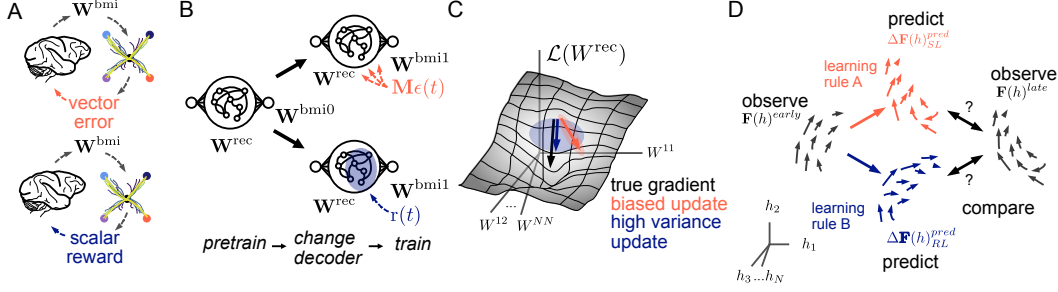 A
W^bmi
vector
error
W^bmi
scalar
reward
B
W^rec
W^bmi0
W^rec
W^bmi1
Mϵ(t)
W^rec
W^bmi1
r(t)
pretrain
change
decoder
train
C
L(W^rec)
W^11
W^12
...
W^NN
true gradient
biased update
high variance
update
D
predict
ΔF(h)^pred_SL
learning
rule A
observe
F(h)^early
observe
F(h)^late
?
?
compare
learning
rule B
ΔF(h)^pred_RL
predict
h_2
h_1
h_3 ...h_N